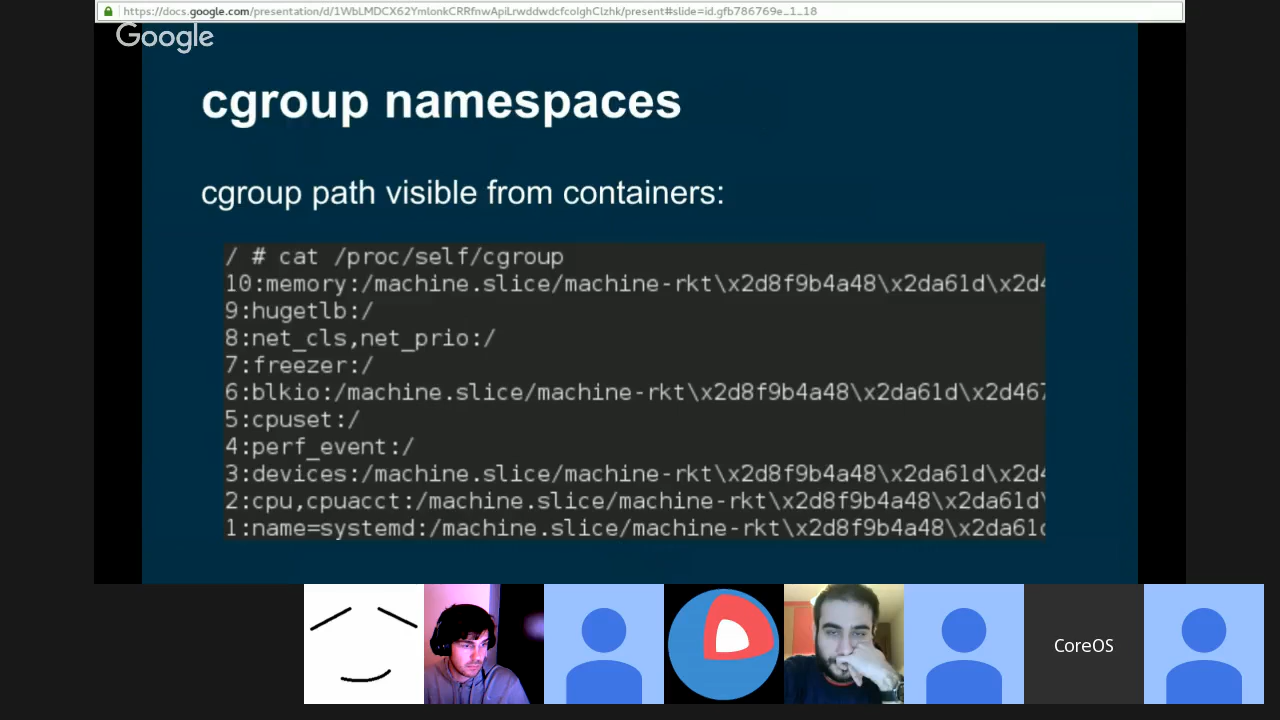 https://docs.google.com/presentation/d/1WbLMDCX62YmlonkCRRfnwApiLrwddwdcfcoIghClzhk/present#slide=id.gfb786769e_1_18
Google
cgroup namespaces
cgroup path visible from containers:
/ # cat /proc/self/cgroup
10:memory:/machine.slice/machine-rkt\x2d8f9b4a48\x2da61d\x2d4
9:hugetlb:/
8:net_cls,net_prio:/
7:freezer:/
6:blkio:/machine.slice/machine-rkt\x2d8f9b4a48\x2da61d\x2d467
5:cpuset:/
4:perf_event:/
3:devices:/machine.slice/machine-rkt\x2d8f9b4a48\x2da61d\x2d4
2:cpu,cpuacct:/machine.slice/machine-rkt\x2d8f9b4a48\x2da61d\
1:name=systemd:/machine.slice/machine-rkt\x2d8f9b4a48\x2da61d
CoreOS